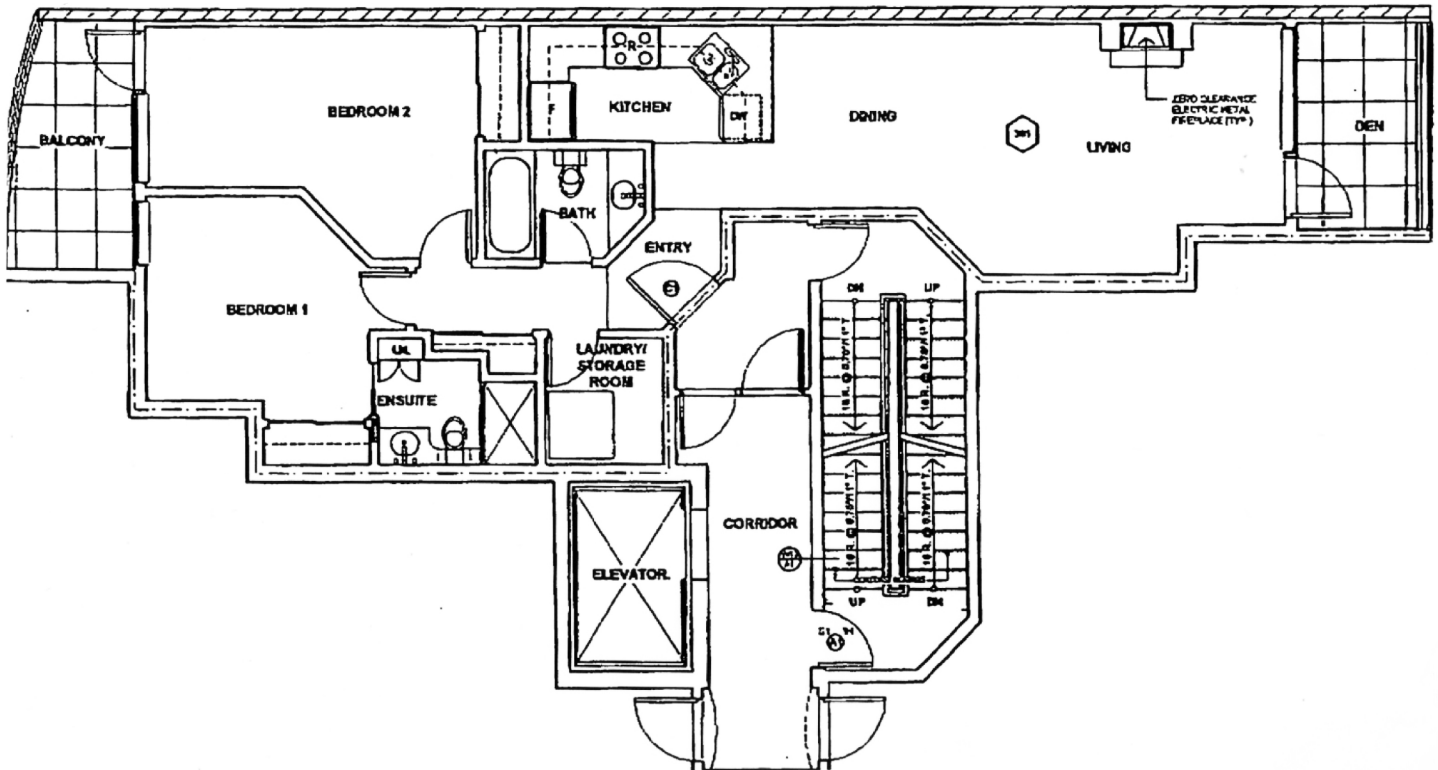 BEDROOM 2
R
F
KITCHEN
DW
DINING
LIVING
ZERO CLEARANCE
ELECTRIC METAL
FIREPLACE (TYP.)
DEN
BALCONY
BATH
ENTRY
BEDROOM 1
LAUNDRY/
STORAGE
ROOM
ENSUITE
DN
UP
CORRIDOR
ELEVATOR
UP
DN